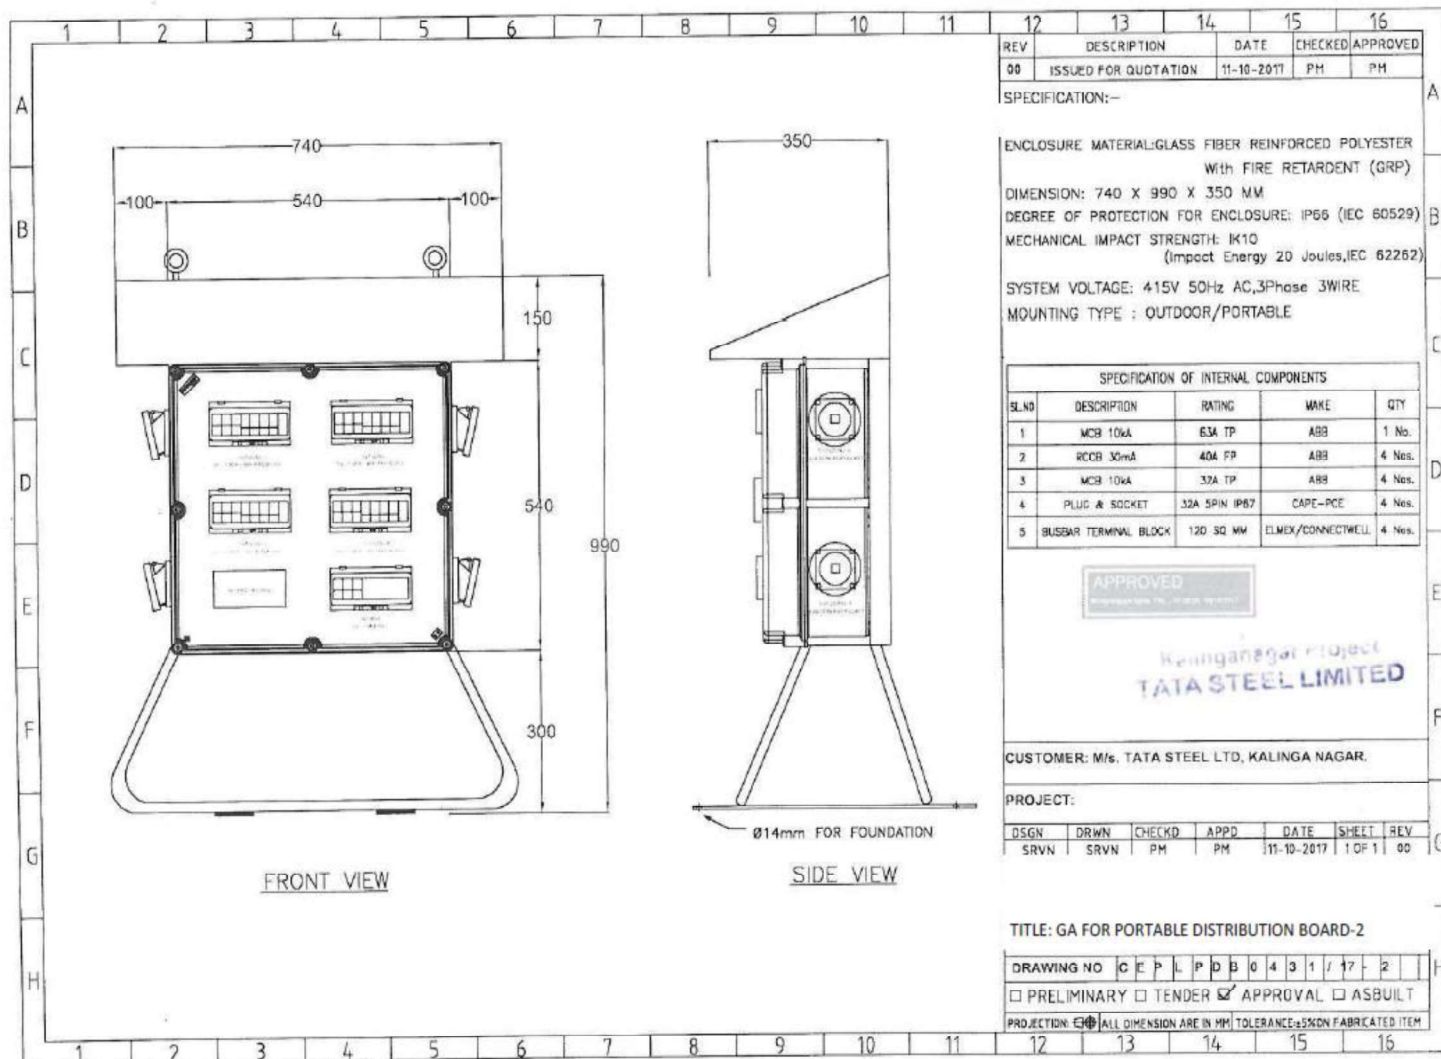 1 2 3 4 5 6 7 8 9 10 11 12 13 14 15 16
A
B
C
D
E
F
G
H
REV DESCRIPTION DATE CHECKED APPROVED
00 ISSUED FOR QUOTATION 11-10-2017 PM PM
SPECIFICATION:-
ENCLOSURE MATERIAL:GLASS FIBER REINFORCED POLYESTER
With FIRE RETARDENT (GRP)
DIMENSION: 740 X 990 X 350 MM
DEGREE OF PROTECTION FOR ENCLOSURE: IP66 (IEC 60529)
MECHANICAL IMPACT STRENGTH: IK10
(Impact Energy 20 Joules,IEC 62262)
SYSTEM VOLTAGE: 415V 50Hz AC,3Phase 3WIRE
MOUNTING TYPE : OUTDOOR/PORTABLE
740
100 540 100
150
540
990
300
FRONT VIEW
350
Ø14mm FOR FOUNDATION
SIDE VIEW
SPECIFICATION OF INTERNAL COMPONENTS
SL.NO DESCRIPTION RATING MAKE QTY
1 MCB 10kA 63A TP ABB 1 No.
2 RCCB 30mA 40A FP ABB 4 Nos.
3 MCB 10kA 32A TP ABB 4 Nos.
4 PLUG & SOCKET 32A 5PIN IP67 CAPE-PCE 4 Nos.
5 BUSBAR TERMINAL BLOCK 120 SQ MM ELMEX/CONNECTWELL 4 Nos.
APPROVED
Kalinganagar Project
TATA STEEL LIMITED
CUSTOMER: M/s. TATA STEEL LTD, KALINGA NAGAR.
PROJECT:
DSGN DRWN CHECKD APPD DATE SHEET REV
SRVN SRVN PM PM 11-10-2017 1 OF 1 00
TITLE: GA FOR PORTABLE DISTRIBUTION BOARD-2
DRAWING NO C E P L P D B 0 4 3 1 / 17 - 2
PRELIMINARY TENDER APPROVAL ASBUILT
PROJECTION: ALL DIMENSION ARE IN MM TOLERANCE:±5%ON FABRICATED ITEM
A
B
C
D
E
F
G
H
1 2 3 4 5 6 7 8 9 10 11 12 13 14 15 16